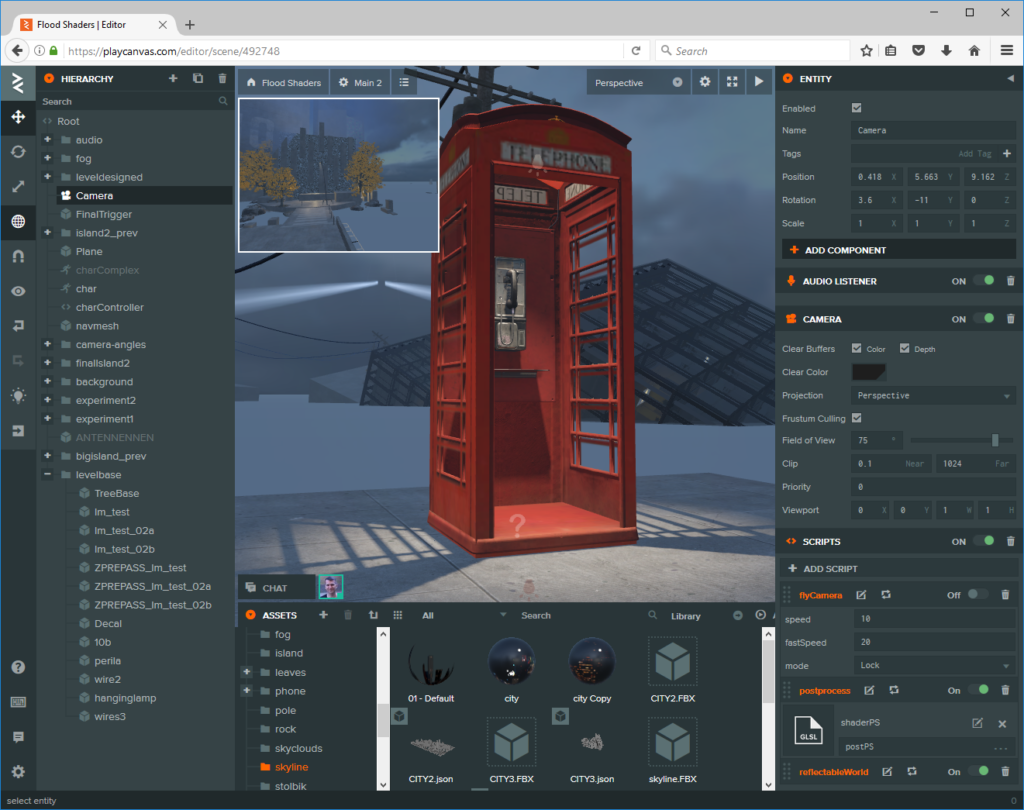 Flood Shaders | Editor
https://playcanvas.com/editor/scene/492748
Search
HIERARCHY
Search
Root
audio
fog
leveldesigned
Camera
FinalTrigger
island2_prev
Plane
charComplex
char
charController
navmesh
camera-angles
finalIsland2
background
experiment2
experiment1
ANTENNENNEN
bigisland_prev
levelbase
TreeBase
lm_test
lm_test_02a
lm_test_02b
ZPREPASS_lm_test
ZPREPASS_lm_test_02a
ZPREPASS_lm_test_02b
Decal
10b
perila
wire2
hanginglamp
wires3
Flood Shaders
Main 2
Perspective
TELEPHONE
TELEPHONE
CHAT
ASSETS
All
Search
Library
fog
island
leaves
phone
pole
rock
skyclouds
skyline
stolbik
01 - Default
city
city Copy
CITY2.FBX
CITY2.json
CITY3.FBX
CITY3.json
skyline.FBX
ENTITY
Enabled
Name Camera
Tags Add Tag
Position 0.418 X 5.663 Y 9.162 Z
Rotation 3.6 X -11 Y 0 Z
Scale 1 X 1 Y 1 Z
ADD COMPONENT
AUDIO LISTENER ON
CAMERA ON
Clear Buffers Color Depth
Clear Color
Projection Perspective
Frustum Culling
Field of View 75 °
Clip 0.1 Near 1024 Far
Priority 0
Viewport 0 X 0 Y 1 W 1 H
SCRIPTS ON
ADD SCRIPT
flyCamera Off
speed 10
fastSpeed 20
mode Lock
postprocess On
GLSL
shaderPS
postPS ...
reflectableWorld On
select entity 0